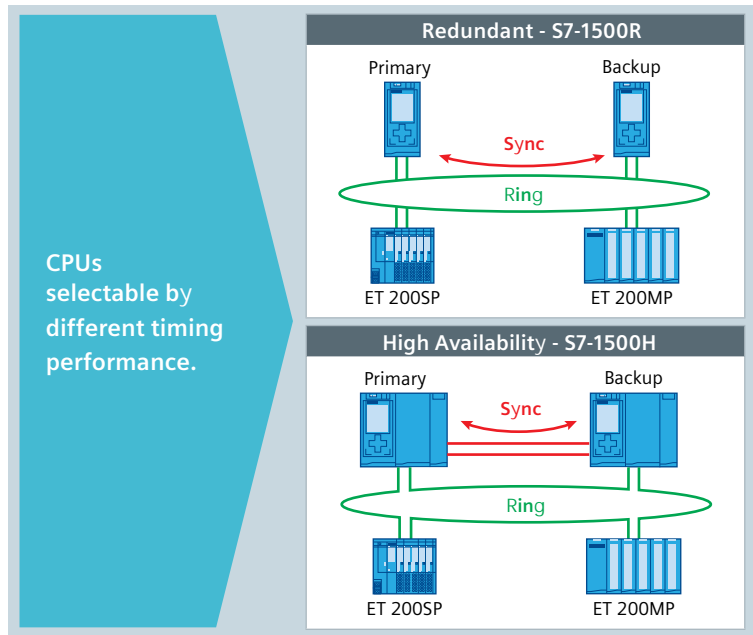 CPUs
selectable by
different timing
performance.
Redundant - S7-1500R
Primary
Backup
Sync
Ring
ET 200SP
ET 200MP
High Availability - S7-1500H
Primary
Backup
Sync
Ring
ET 200SP
ET 200MP